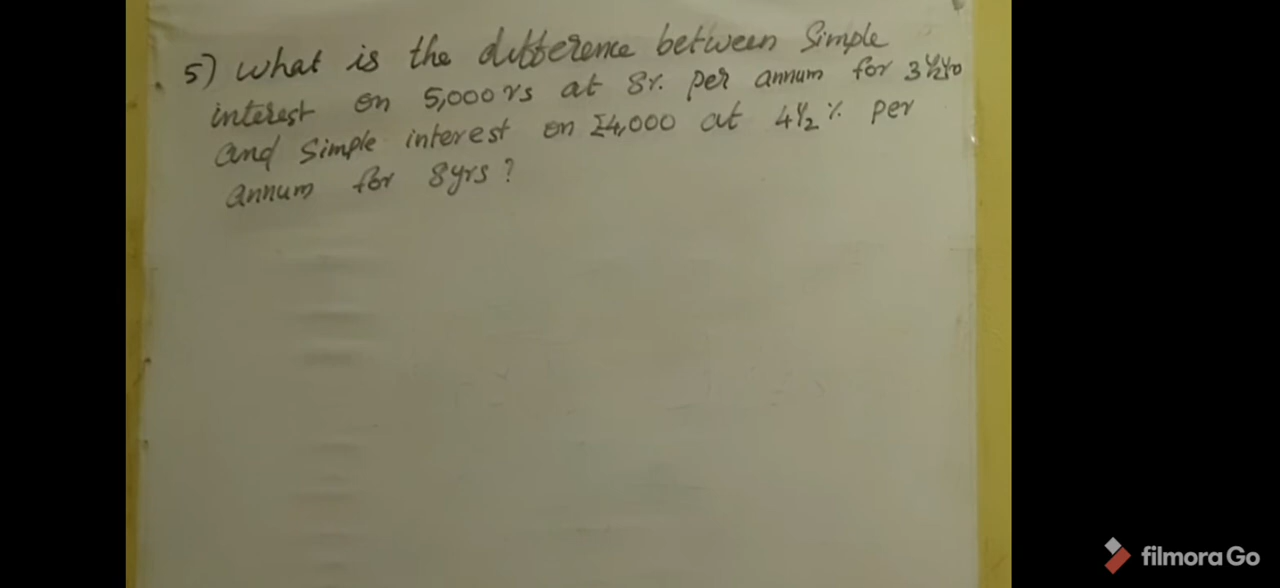 5) What is the difference between Simple
interest on 5,000 rs at 8% per annum for 3½
and Simple interest on ₹4,000 at 4½ % per
annum for 8yrs ?
filmora Go